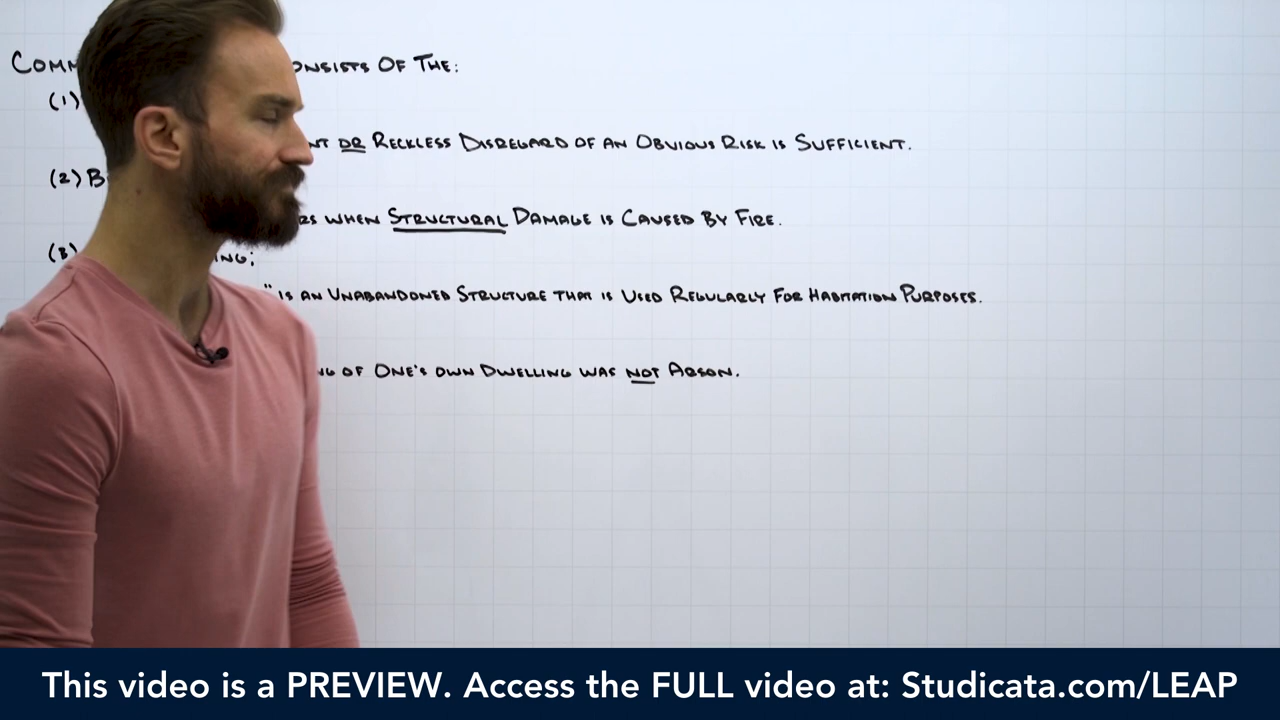 Comm onsists Of The:
(1)
nt or Reckless Disregard of an Obvious Risk is Sufficient.
(2) B
rs when Structural Damage is Caused By Fire.
(3) ing:
" is an Unabandoned Structure that is Used Regularly For Habitation Purposes.
ng of One's own Dwelling was not Arson.
This video is a PREVIEW. Access the FULL video at: Studicata.com/LEAP